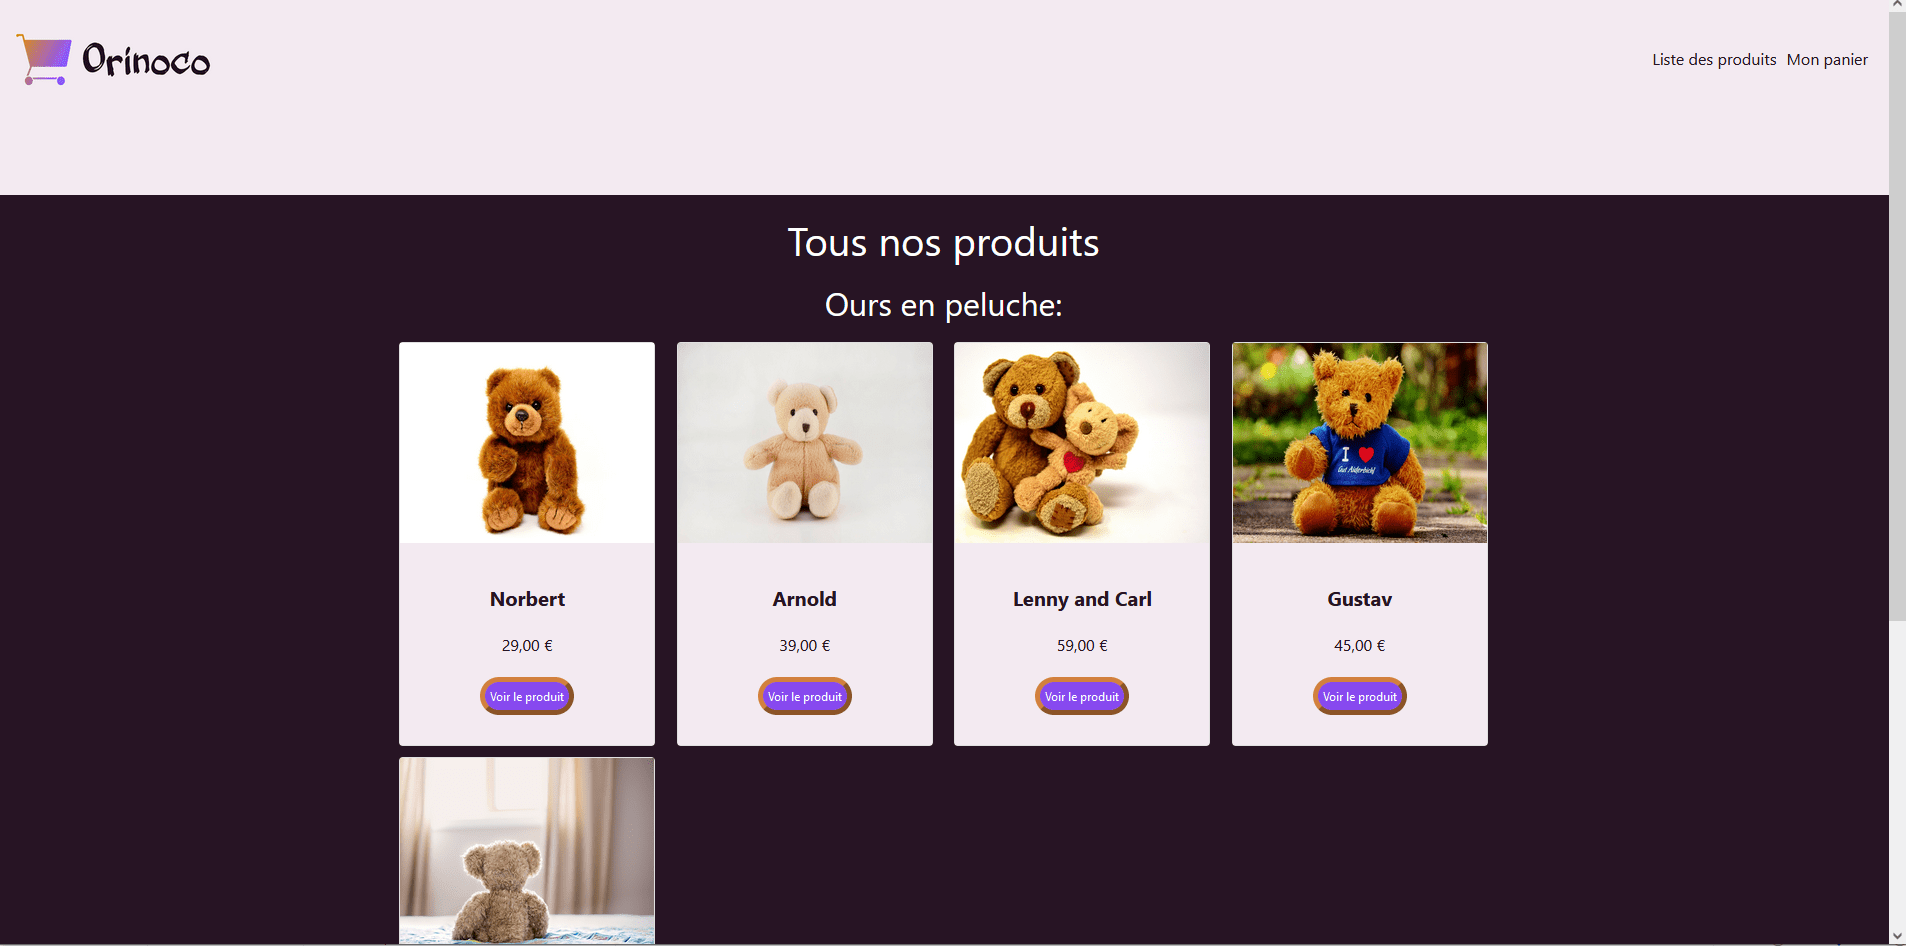 Orinoco
Liste des produits Mon panier
Tous nos produits
Ours en peluche:
I ❤
Gut Aiderbichl
Norbert
29,00 €
Voir le produit
Arnold
39,00 €
Voir le produit
Lenny and Carl
59,00 €
Voir le produit
Gustav
45,00 €
Voir le produit